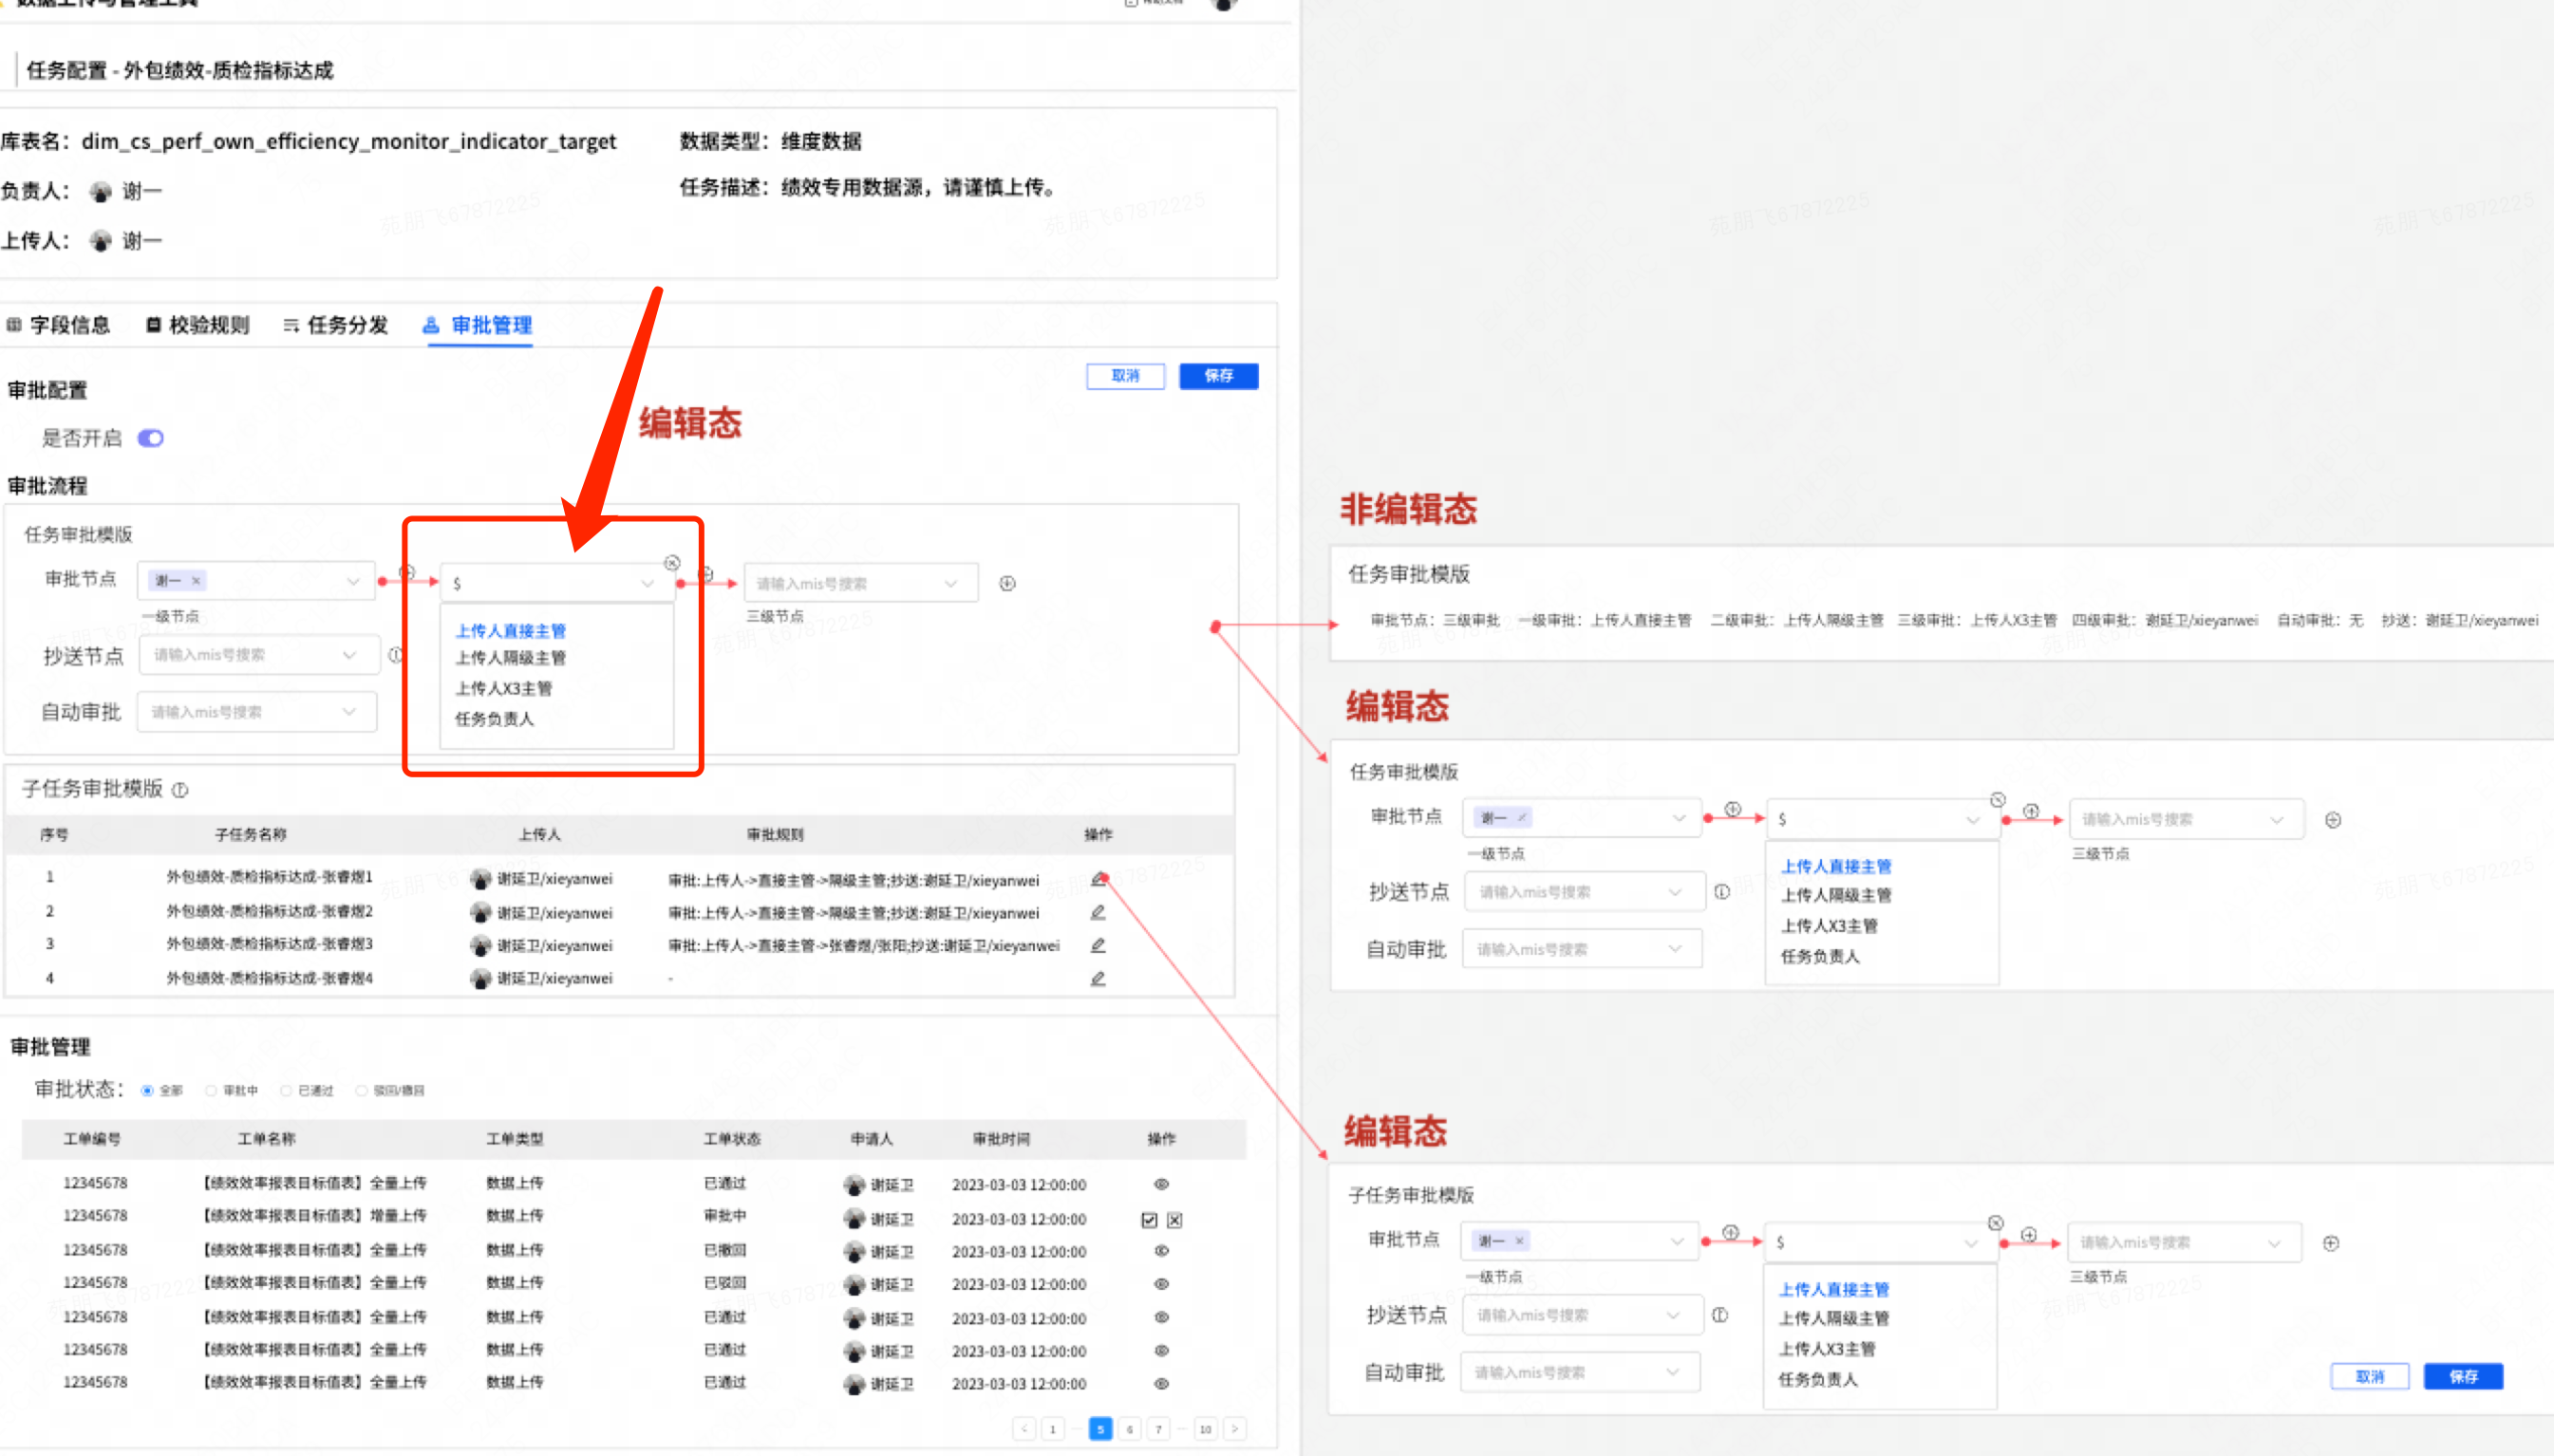 数据上传与管理工具
帮助文档
任务配置 - 外包绩效-质检指标达成
库表名：dim_cs_perf_own_efficiency_monitor_indicator_target
数据类型：维度数据
负责人：谢一
任务描述：绩效专用数据源，请谨慎上传。
上传人：谢一
字段信息 校验规则 任务分发 审批管理
取消 保存
审批配置
编辑态
是否开启
审批流程
任务审批模版
审批节点 谢一 × $ 请输入mis号搜索
一级节点 三级节点
上传人直接主管
上传人隔级主管
上传人X3主管
任务负责人
抄送节点 请输入mis号搜索
自动审批 请输入mis号搜索
子任务审批模版
序号 子任务名称 上传人 审批规则 操作
1 外包绩效-质检指标达成-张睿煜1 谢延卫/xieyanwei 审批:上传人->直接主管->隔级主管;抄送:谢延卫/xieyanwei
2 外包绩效-质检指标达成-张睿煜2 谢延卫/xieyanwei 审批:上传人->直接主管->隔级主管;抄送:谢延卫/xieyanwei
3 外包绩效-质检指标达成-张睿煜3 谢延卫/xieyanwei 审批:上传人->直接主管->张睿煜/张阳;抄送:谢延卫/xieyanwei
4 外包绩效-质检指标达成-张睿煜4 谢延卫/xieyanwei -
审批管理
审批状态： 全部 审批中 已通过 驳回/撤回
工单编号 工单名称 工单类型 工单状态 申请人 审批时间 操作
12345678 【绩效效率报表目标值表】全量上传 数据上传 已通过 谢延卫 2023-03-03 12:00:00
12345678 【绩效效率报表目标值表】增量上传 数据上传 审批中 谢延卫 2023-03-03 12:00:00
12345678 【绩效效率报表目标值表】全量上传 数据上传 已撤回 谢延卫 2023-03-03 12:00:00
12345678 【绩效效率报表目标值表】全量上传 数据上传 已驳回 谢延卫 2023-03-03 12:00:00
12345678 【绩效效率报表目标值表】全量上传 数据上传 已通过 谢延卫 2023-03-03 12:00:00
12345678 【绩效效率报表目标值表】全量上传 数据上传 已通过 谢延卫 2023-03-03 12:00:00
12345678 【绩效效率报表目标值表】全量上传 数据上传 已通过 谢延卫 2023-03-03 12:00:00
< 1 ··· 5 6 7 ··· 10 >
非编辑态
任务审批模版
审批节点：三级审批 一级审批：上传人直接主管 二级审批：上传人隔级主管 三级审批：上传人X3主管 四级审批：谢延卫/xieyanwei 自动审批：无 抄送：谢延卫/xieyanwei
编辑态
任务审批模版
审批节点 谢一 × $ 请输入mis号搜索
一级节点 三级节点
上传人直接主管
上传人隔级主管
上传人X3主管
任务负责人
抄送节点 请输入mis号搜索
自动审批 请输入mis号搜索
编辑态
子任务审批模版
审批节点 谢一 × $ 请输入mis号搜索
一级节点 三级节点
上传人直接主管
上传人隔级主管
上传人X3主管
任务负责人
抄送节点 请输入mis号搜索
自动审批 请输入mis号搜索
取消 保存
苑朋飞67872225